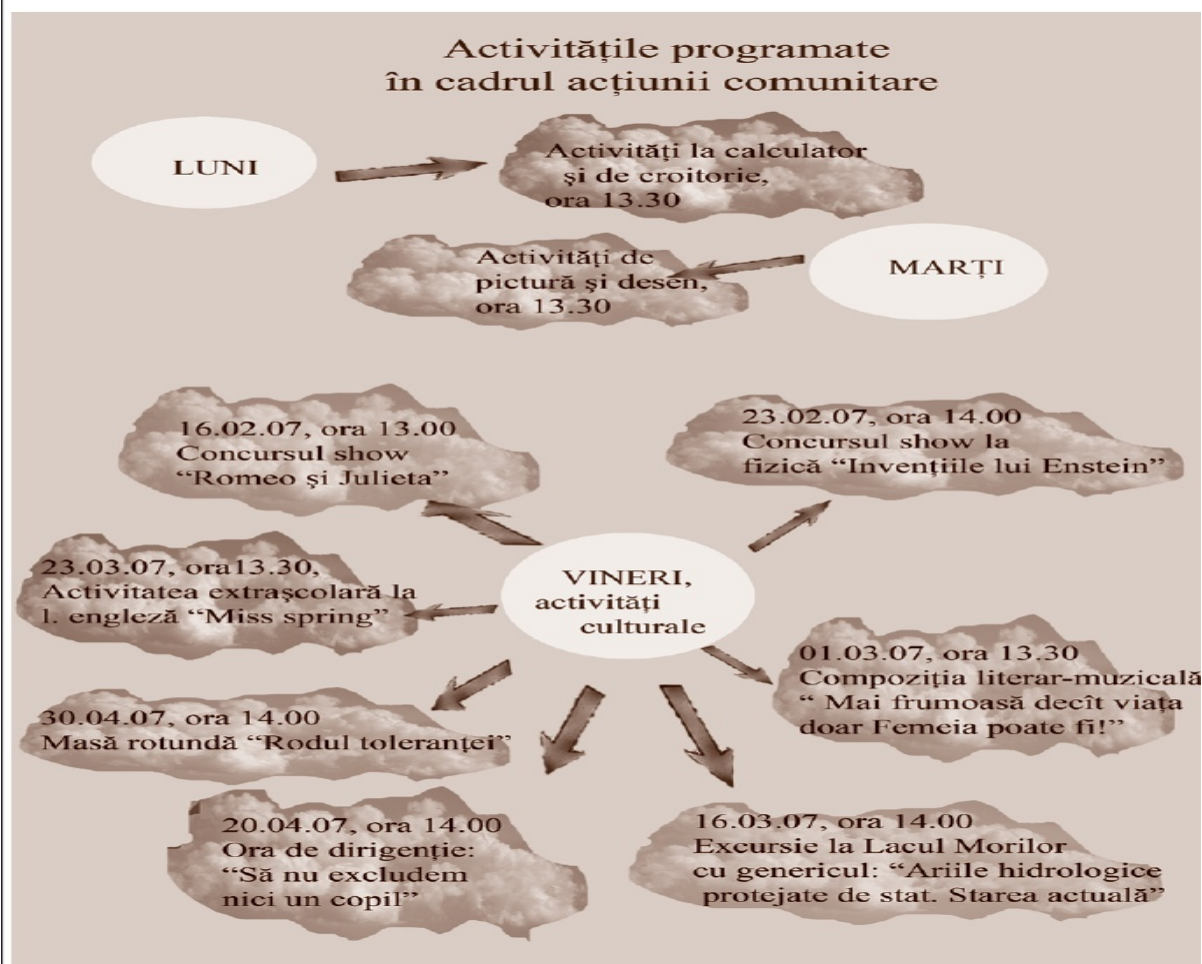 Activitățile programate
în cadrul acțiunii comunitare
LUNI
Activități la calculator
și de croitorie,
ora 13.30
MARȚI
Activități de
pictură și desen,
ora 13.30
16.02.07, ora 13.00
Concursul show
“Romeo și Julieta”
23.02.07, ora 14.00
Concursul show la
fizică “Invențiile lui Enstein”
23.03.07, ora13.30,
Activitatea extrașcolară la
l. engleză “Miss spring”
VINERI,
activități
culturale
01.03.07, ora 13.30
Compoziția literar-muzicală
“ Mai frumoasă decît viața
doar Femeia poate fi!”
30.04.07, ora 14.00
Masă rotundă “Rodul toleranței”
20.04.07, ora 14.00
Ora de dirigenție:
“Să nu excludem
nici un copil”
16.03.07, ora 14.00
Excursie la Lacul Morilor
cu genericul: “Ariile hidrologice
protejate de stat. Starea actuală”